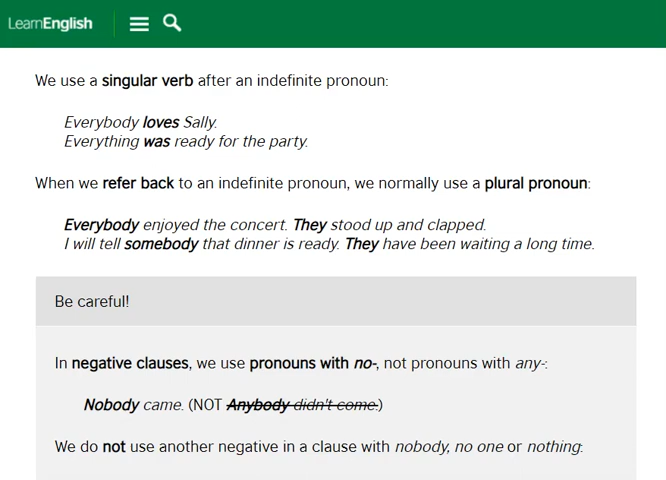 LearnEnglish
We use a singular verb after an indefinite pronoun:
Everybody loves Sally.
Everything was ready for the party.
When we refer back to an indefinite pronoun, we normally use a plural pronoun:
Everybody enjoyed the concert. They stood up and clapped.
I will tell somebody that dinner is ready. They have been waiting a long time.
Be careful!
In negative clauses, we use pronouns with no-, not pronouns with any-:
Nobody came. (NOT Anybody didn't come.)
We do not use another negative in a clause with nobody, no one or nothing: